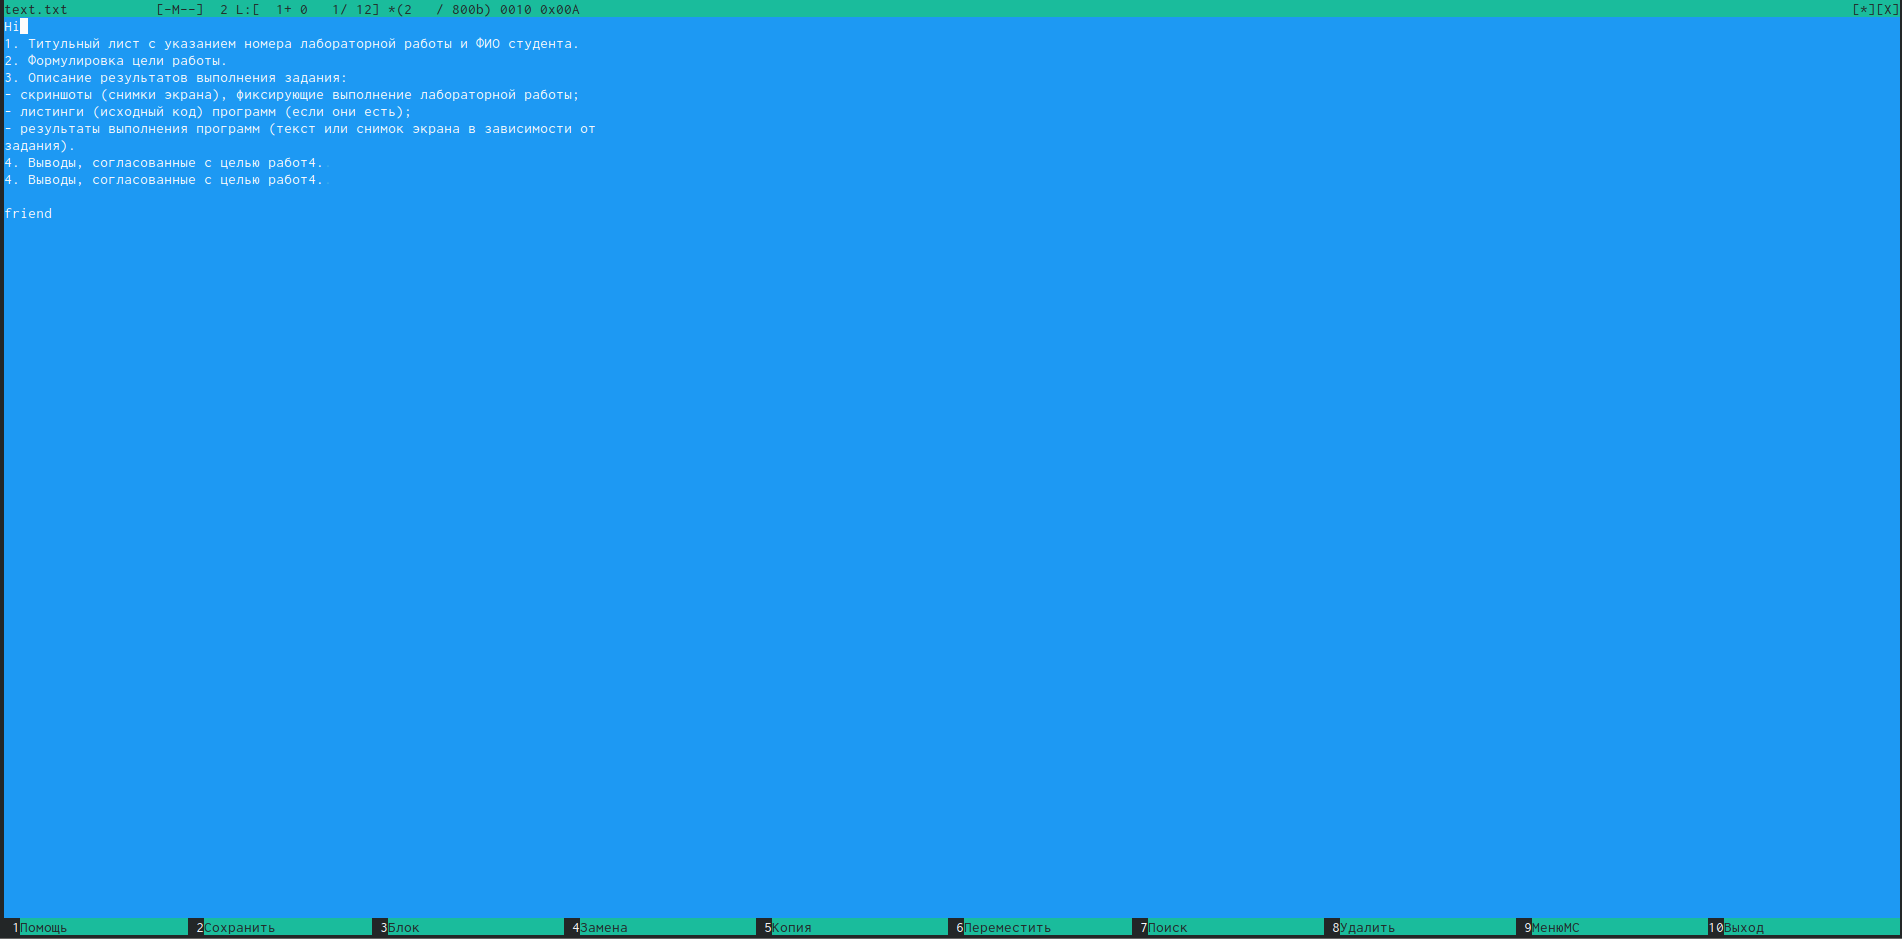 text.txt [-M--] 2 L:[ 1+ 0 1/ 12] *(2 / 800b) 0010 0x00A [*][X]
Hi
1. Титульный лист с указанием номера лабораторной работы и ФИО студента.
2. Формулировка цели работы.
3. Описание результатов выполнения задания:
- скриншоты (снимки экрана), фиксирующие выполнение лабораторной работы;
- листинги (исходный код) программ (если они есть);
- результаты выполнения программ (текст или снимок экрана в зависимости от
задания).
4. Выводы, согласованные с целью работ4.
4. Выводы, согласованные с целью работ4.
friend
1Помощь 2Сохранить 3Блок 4Замена 5Копия 6Переместить 7Поиск 8Удалить 9МенюМС 10Выход